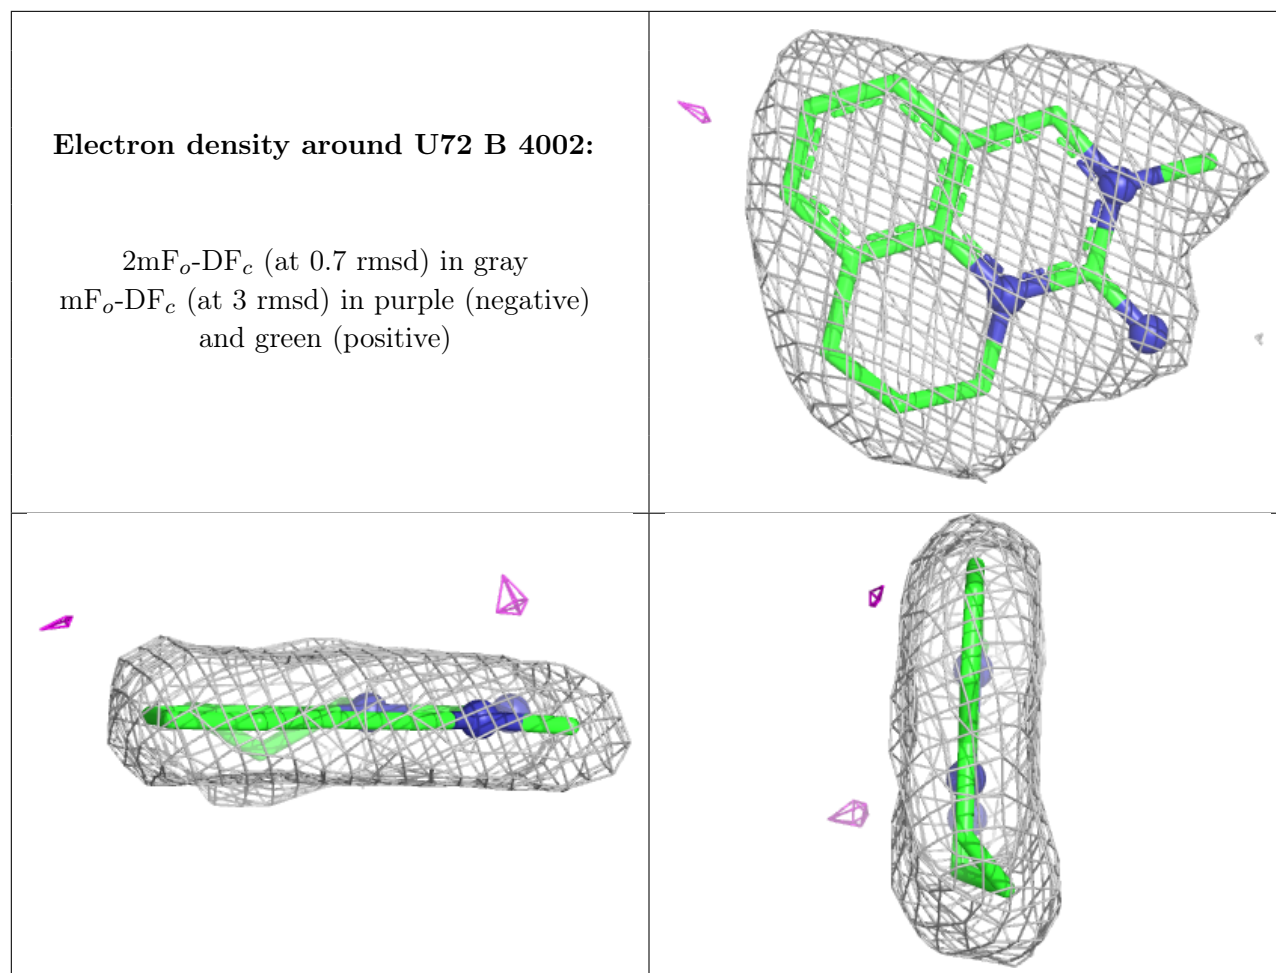 Electron density around U72 B 4002:
2mFo-DFc (at 0.7 rmsd) in gray
mFo-DFc (at 3 rmsd) in purple (negative)
and green (positive)